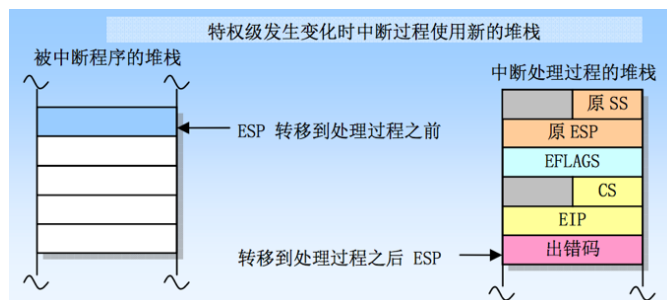 特权级发生变化时中断过程使用新的堆栈
被中断程序的堆栈
中断处理过程的堆栈
原 SS
ESP 转移到处理过程之前
原 ESP
EFLAGS
CS
EIP
转移到处理过程之后 ESP
出错码